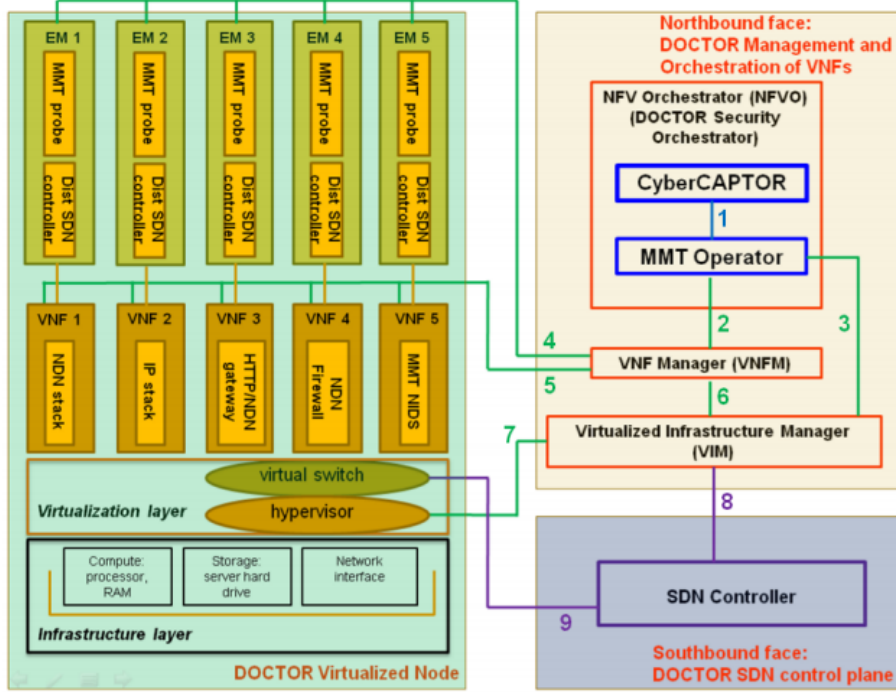 EM 1
EM 2
EM 3
EM 4
EM 5
MMT probe
MMT probe
MMT probe
MMT probe
MMT probe
Dist SDN
controller
Dist SDN
controller
Dist SDN
controller
Dist SDN
controller
Dist SDN
controller
VNF 1
VNF 2
VNF 3
VNF 4
VNF 5
NDN stack
IP stack
HTTP/NDN
gateway
NDN
Firewall
MMT NIDS
virtual switch
hypervisor
Virtualization layer
Compute:
processor,
RAM
Storage:
server hard
drive
Network
interface
Infrastructure layer
DOCTOR Virtualized Node
Northbound face:
DOCTOR Management and
Orchestration of VNFs
NFV Orchestrator (NFVO)
(DOCTOR Security
Orchestrator)
CyberCAPTOR
1
MMT Operator
2
3
4
VNF Manager (VNFM)
5
6
7
Virtualized Infrastructure Manager
(VIM)
8
SDN Controller
9
Southbound face:
DOCTOR SDN control plane